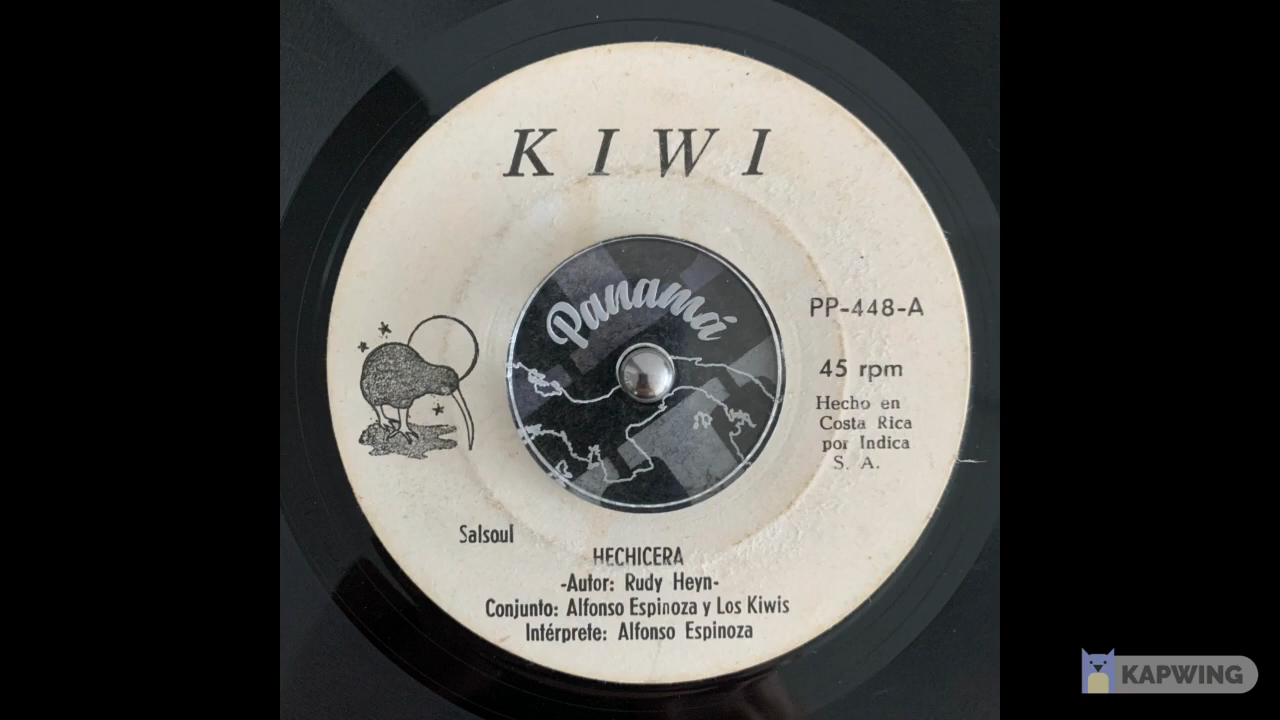 K I W I
Panamá
PP-448-A
45 rpm
Hecho en
Costa Rica
por Indica
S. A.
Salsoul
HECHICERA
-Autor: Rudy Heyn-
Conjunto: Alfonso Espinoza y Los Kiwis
Intérprete: Alfonso Espinoza
KAPWING